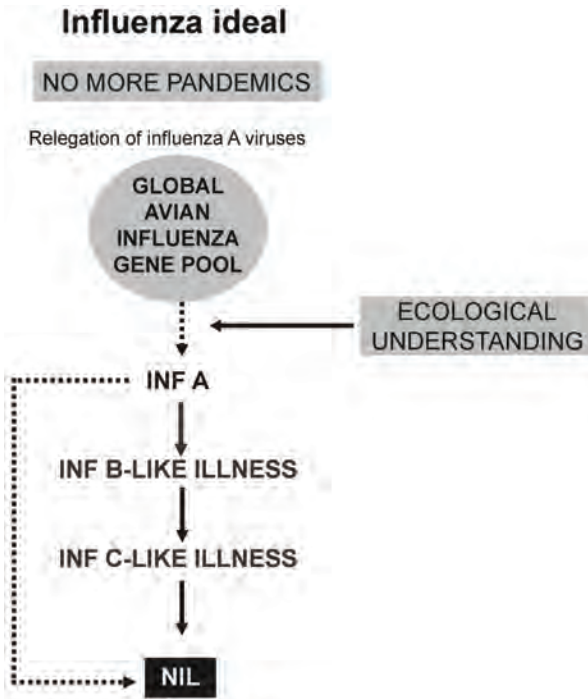 Influenza ideal
NO MORE PANDEMICS
Relegation of influenza A viruses
GLOBAL
AVIAN
INFLUENZA
GENE POOL
ECOLOGICAL
UNDERSTANDING
INF A
INF B-LIKE ILLNESS
INF C-LIKE ILLNESS
NIL